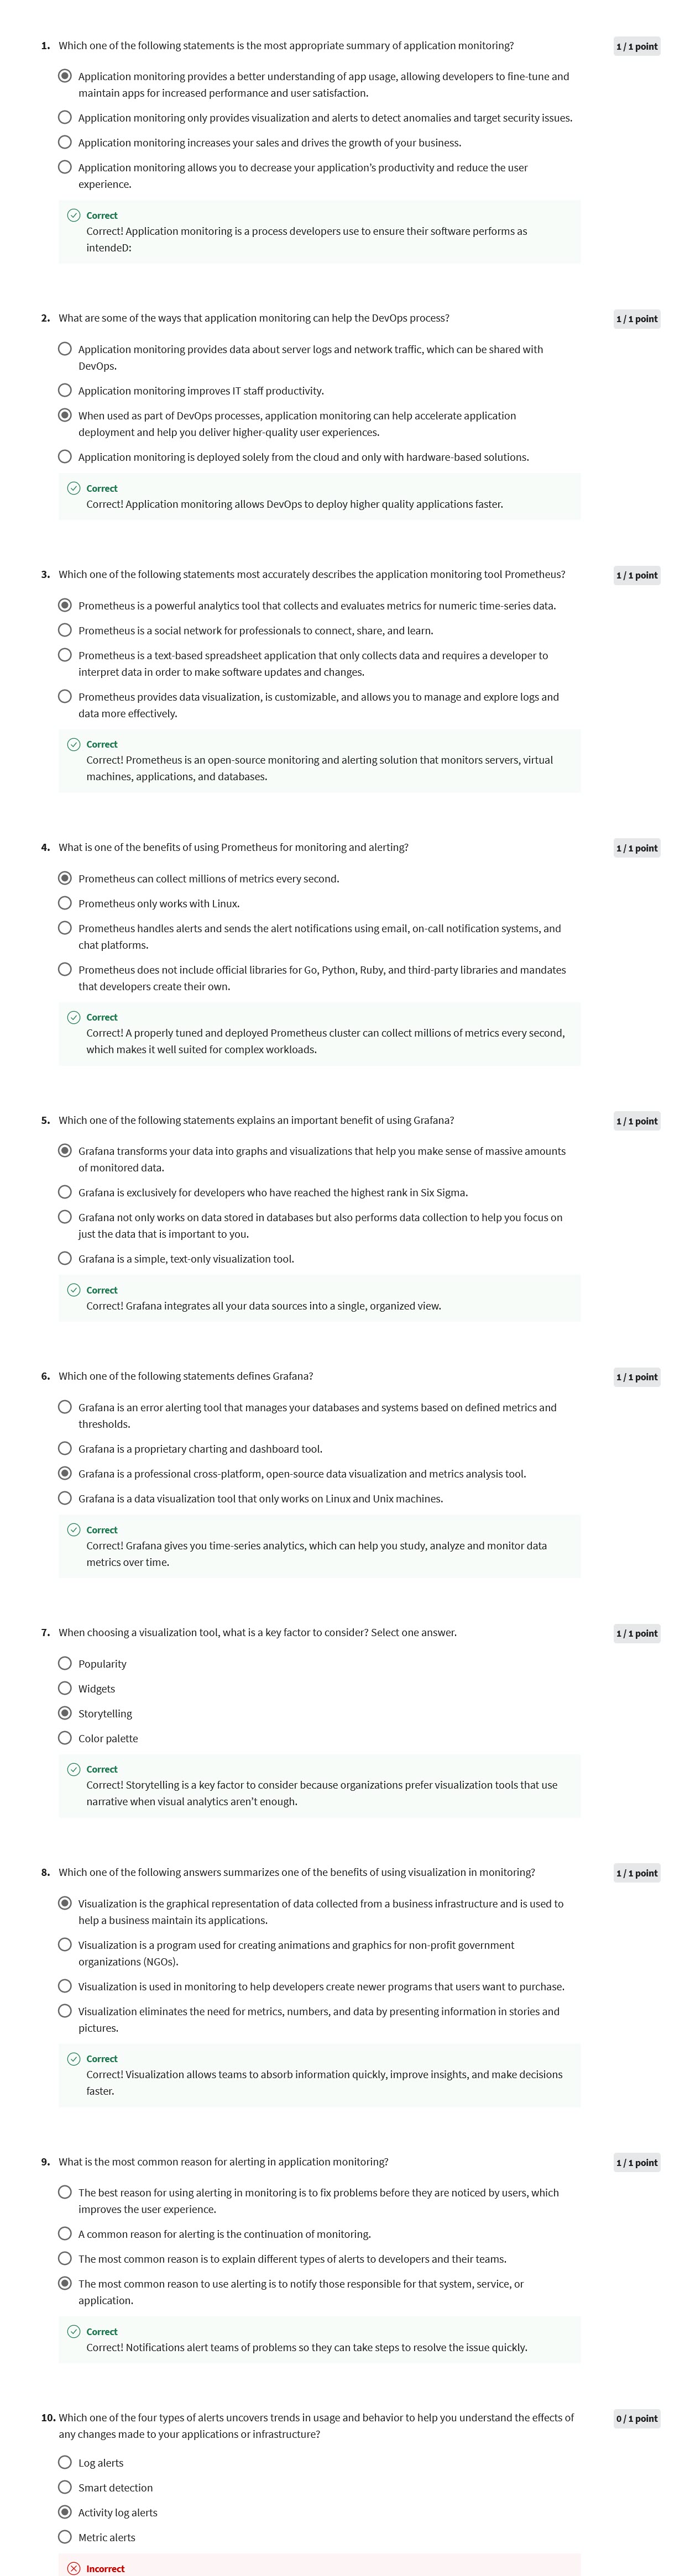 1. Which one of the following statements is the most appropriate summary of application monitoring? 1 / 1 point
Application monitoring provides a better understanding of app usage, allowing developers to fine-tune and
maintain apps for increased performance and user satisfaction.
Application monitoring only provides visualization and alerts to detect anomalies and target security issues.
Application monitoring increases your sales and drives the growth of your business.
Application monitoring allows you to decrease your application's productivity and reduce the user
experience.
Correct
Correct! Application monitoring is a process developers use to ensure their software performs as
intendeD:
2. What are some of the ways that application monitoring can help the DevOps process? 1 / 1 point
Application monitoring provides data about server logs and network traffic, which can be shared with
DevOps.
Application monitoring improves IT staff productivity.
When used as part of DevOps processes, application monitoring can help accelerate application
deployment and help you deliver higher-quality user experiences.
Application monitoring is deployed solely from the cloud and only with hardware-based solutions.
Correct
Correct! Application monitoring allows DevOps to deploy higher quality applications faster.
3. Which one of the following statements most accurately describes the application monitoring tool Prometheus? 1 / 1 point
Prometheus is a powerful analytics tool that collects and evaluates metrics for numeric time-series data.
Prometheus is a social network for professionals to connect, share, and learn.
Prometheus is a text-based spreadsheet application that only collects data and requires a developer to
interpret data in order to make software updates and changes.
Prometheus provides data visualization, is customizable, and allows you to manage and explore logs and
data more effectively.
Correct
Correct! Prometheus is an open-source monitoring and alerting solution that monitors servers, virtual
machines, applications, and databases.
4. What is one of the benefits of using Prometheus for monitoring and alerting? 1 / 1 point
Prometheus can collect millions of metrics every second.
Prometheus only works with Linux.
Prometheus handles alerts and sends the alert notifications using email, on-call notification systems, and
chat platforms.
Prometheus does not include official libraries for Go, Python, Ruby, and third-party libraries and mandates
that developers create their own.
Correct
Correct! A properly tuned and deployed Prometheus cluster can collect millions of metrics every second,
which makes it well suited for complex workloads.
5. Which one of the following statements explains an important benefit of using Grafana? 1 / 1 point
Grafana transforms your data into graphs and visualizations that help you make sense of massive amounts
of monitored data.
Grafana is exclusively for developers who have reached the highest rank in Six Sigma.
Grafana not only works on data stored in databases but also performs data collection to help you focus on
just the data that is important to you.
Grafana is a simple, text-only visualization tool.
Correct
Correct! Grafana integrates all your data sources into a single, organized view.
6. Which one of the following statements defines Grafana? 1 / 1 point
Grafana is an error alerting tool that manages your databases and systems based on defined metrics and
thresholds.
Grafana is a proprietary charting and dashboard tool.
Grafana is a professional cross-platform, open-source data visualization and metrics analysis tool.
Grafana is a data visualization tool that only works on Linux and Unix machines.
Correct
Correct! Grafana gives you time-series analytics, which can help you study, analyze and monitor data
metrics over time.
7. When choosing a visualization tool, what is a key factor to consider? Select one answer. 1 / 1 point
Popularity
Widgets
Storytelling
Color palette
Correct
Correct! Storytelling is a key factor to consider because organizations prefer visualization tools that use
narrative when visual analytics aren't enough.
8. Which one of the following answers summarizes one of the benefits of using visualization in monitoring? 1 / 1 point
Visualization is the graphical representation of data collected from a business infrastructure and is used to
help a business maintain its applications.
Visualization is a program used for creating animations and graphics for non-profit government
organizations (NGOs).
Visualization is used in monitoring to help developers create newer programs that users want to purchase.
Visualization eliminates the need for metrics, numbers, and data by presenting information in stories and
pictures.
Correct
Correct! Visualization allows teams to absorb information quickly, improve insights, and make decisions
faster.
9. What is the most common reason for alerting in application monitoring? 1 / 1 point
The best reason for using alerting in monitoring is to fix problems before they are noticed by users, which
improves the user experience.
A common reason for alerting is the continuation of monitoring.
The most common reason is to explain different types of alerts to developers and their teams.
The most common reason to use alerting is to notify those responsible for that system, service, or
application.
Correct
Correct! Notifications alert teams of problems so they can take steps to resolve the issue quickly.
10. Which one of the four types of alerts uncovers trends in usage and behavior to help you understand the effects of 0 / 1 point
any changes made to your applications or infrastructure?
Log alerts
Smart detection
Activity log alerts
Metric alerts
Incorrect